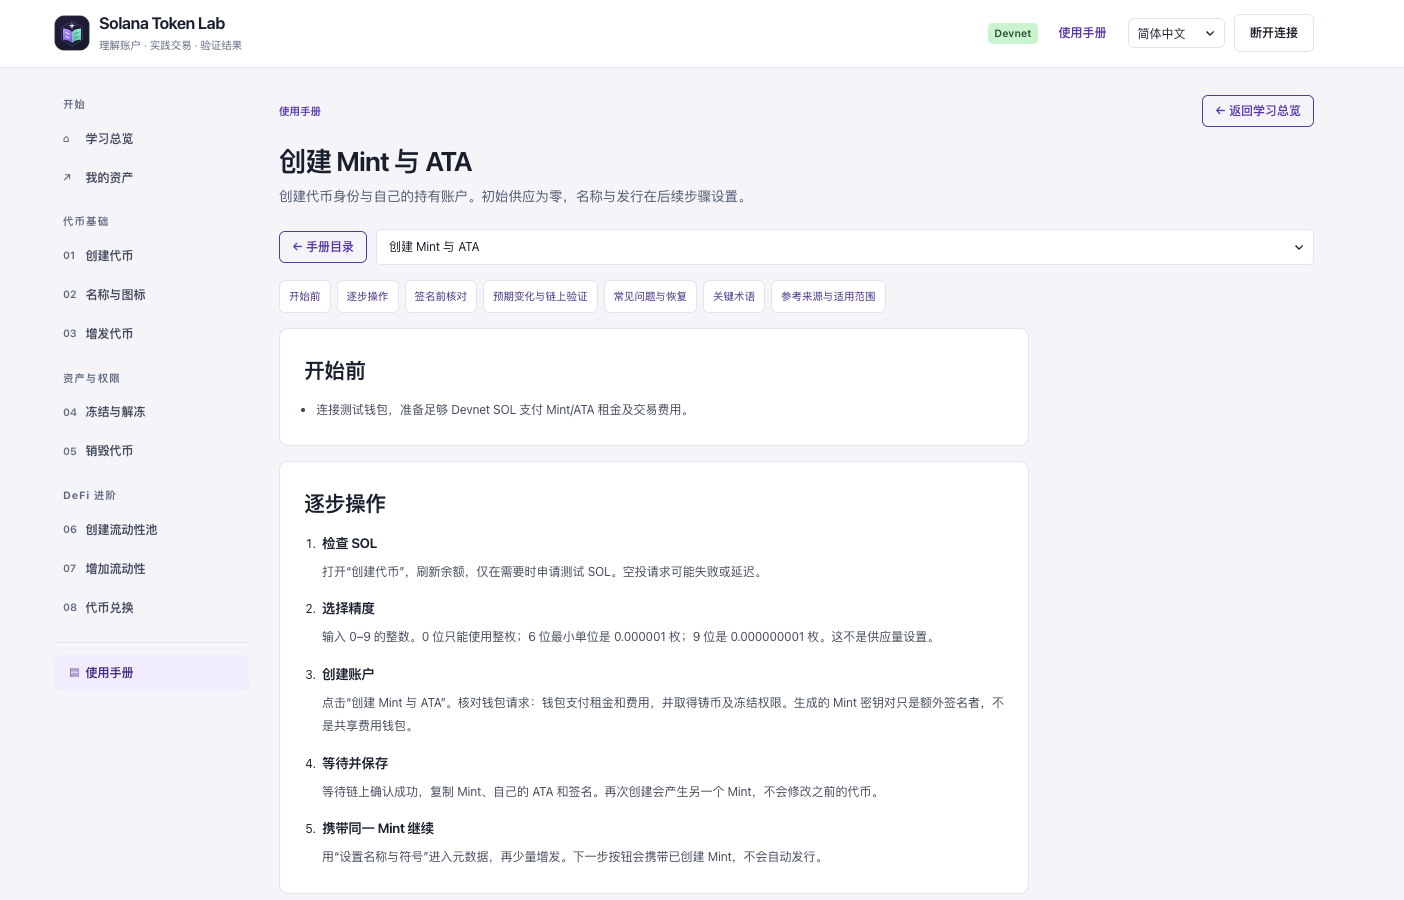 Solana Token Lab
理解账户 · 实践交易 · 验证结果
Devnet
使用手册
简体中文
断开连接
开始
学习总览
我的资产
代币基础
01 创建代币
02 名称与图标
03 增发代币
资产与权限
04 冻结与解冻
05 销毁代币
DeFi 进阶
06 创建流动性池
07 增加流动性
08 代币兑换
使用手册
使用手册
← 返回学习总览
创建 Mint 与 ATA
创建代币身份与自己的持有账户。初始供应为零，名称与发行在后续步骤设置。
← 手册目录
创建 Mint 与 ATA
开始前
逐步操作
签名前核对
预期变化与链上验证
常见问题与恢复
关键术语
参考来源与适用范围
开始前
• 连接测试钱包，准备足够 Devnet SOL 支付 Mint/ATA 租金及交易费用。
逐步操作
1. 检查 SOL
打开“创建代币”，刷新余额，仅在需要时申请测试 SOL。空投请求可能失败或延迟。
2. 选择精度
输入 0–9 的整数。0 位只能使用整枚；6 位最小单位是 0.000001 枚；9 位是 0.000000001 枚。这不是供应量设置。
3. 创建账户
点击“创建 Mint 与 ATA”。核对钱包请求：钱包支付租金和费用，并取得铸币及冻结权限。生成的 Mint 密钥对只是额外签名者，不
是共享费用钱包。
4. 等待并保存
等待链上确认成功，复制 Mint、自己的 ATA 和签名。再次创建会产生另一个 Mint，不会修改之前的代币。
5. 携带同一 Mint 继续
用“设置名称与符号”进入元数据，再少量增发。下一步按钮会携带已创建 Mint，不会自动发行。